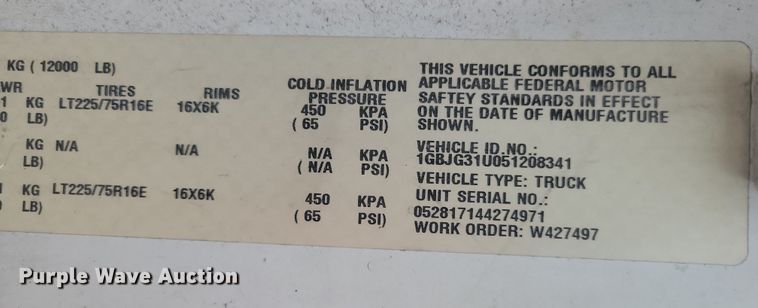 KG ( 12000 LB)
WR TIRES RIMS COLD INFLATION PRESSURE
1 KG LT225/75R16E 16X6K 450 KPA
0 LB) ( 65 PSI)
KG N/A N/A N/A KPA
LB) ( N/A PSI)
KG LT225/75R16E 16X6K 450 KPA
LB) ( 65 PSI)
THIS VEHICLE CONFORMS TO ALL
APPLICABLE FEDERAL MOTOR
SAFTEY STANDARDS IN EFFECT
ON THE DATE OF MANUFACTURE
SHOWN.
VEHICLE ID.NO.:
1GBJG31U051208341
VEHICLE TYPE: TRUCK
UNIT SERIAL NO.:
052817144274971
WORK ORDER: W427497
Purple Wave Auction